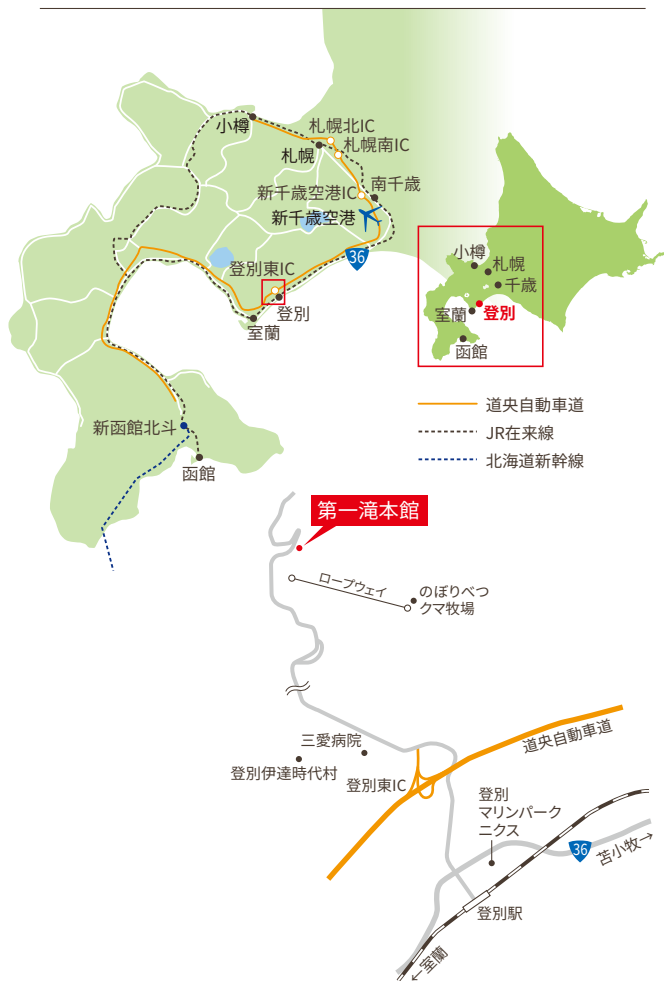 小樽
札幌北IC
札幌南IC
札幌
新千歳空港IC
南千歳
新千歳空港
36
登別東IC
登別
室蘭
新函館北斗
函館
小樽
札幌
千歳
登別
室蘭
函館
道央自動車道
JR在来線
北海道新幹線
第一滝本館
ロープウェイ
のぼりべつ
クマ牧場
三愛病院
登別伊達時代村
登別東IC
道央自動車道
登別
マリンパーク
ニクス
36
苫小牧→
登別駅
←室蘭